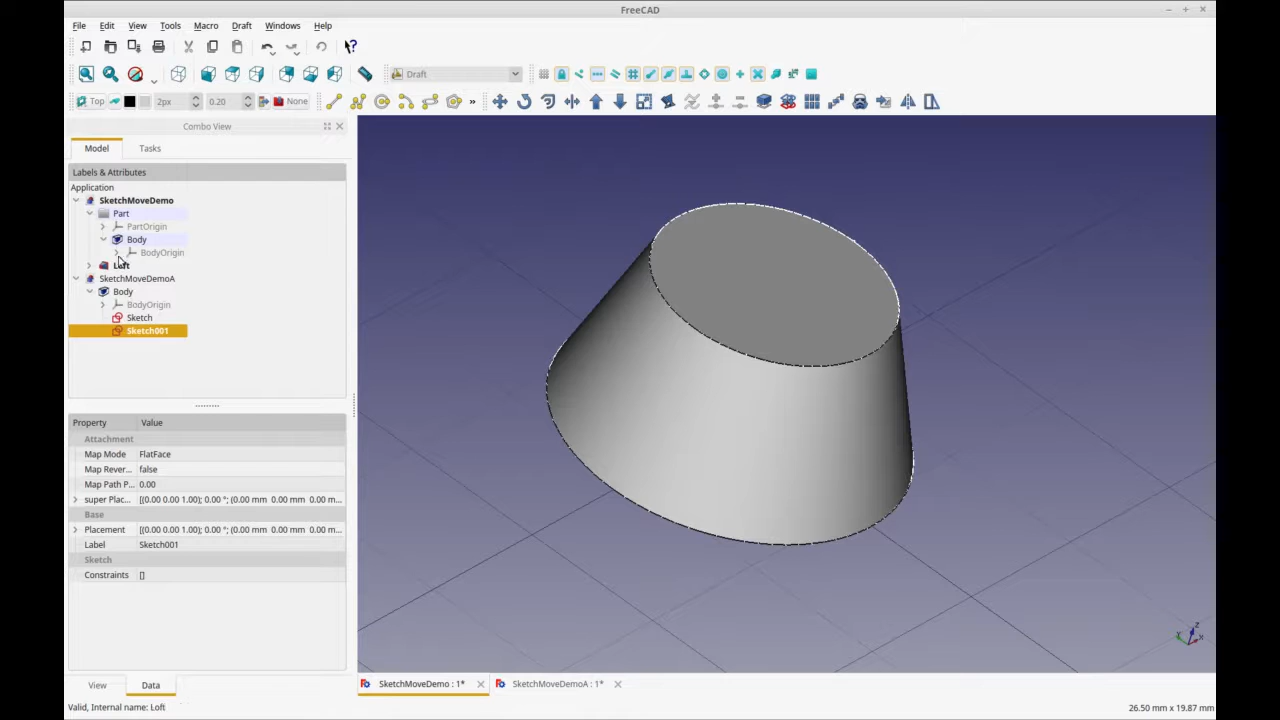 FreeCAD
File Edit View Tools Macro Draft Windows Help
Draft
Top 2px 0.20 None »
Combo View
Model Tasks
Labels & Attributes
Application
SketchMoveDemo
Part
PartOrigin
Body
BodyOrigin
Loft
SketchMoveDemoA
Body
BodyOrigin
Sketch
Sketch001
Property Value
Attachment
Map Mode FlatFace
Map Rever... false
Map Path P... 0.00
super Plac... [(0.00 0.00 1.00); 0.00 °; (0.00 mm 0.00 mm 0.00 m...
Base
Placement [(0.00 0.00 1.00); 0.00 °; (0.00 mm 0.00 mm 0.00 m...
Label Sketch001
Sketch
Constraints []
View Data
SketchMoveDemo : 1* SketchMoveDemoA : 1*
Valid, Internal name: Loft
26.50 mm x 19.87 mm
Z
X
Y